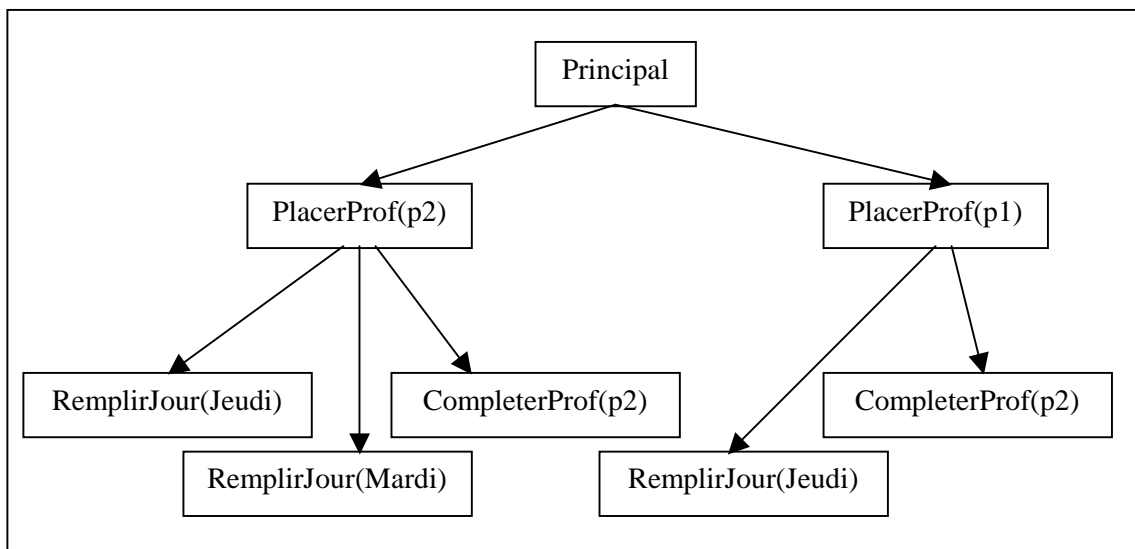 Principal
PlacerProf(p2)
PlacerProf(p1)
RemplirJour(Jeudi)
CompleterProf(p2)
CompleterProf(p2)
RemplirJour(Mardi)
RemplirJour(Jeudi)